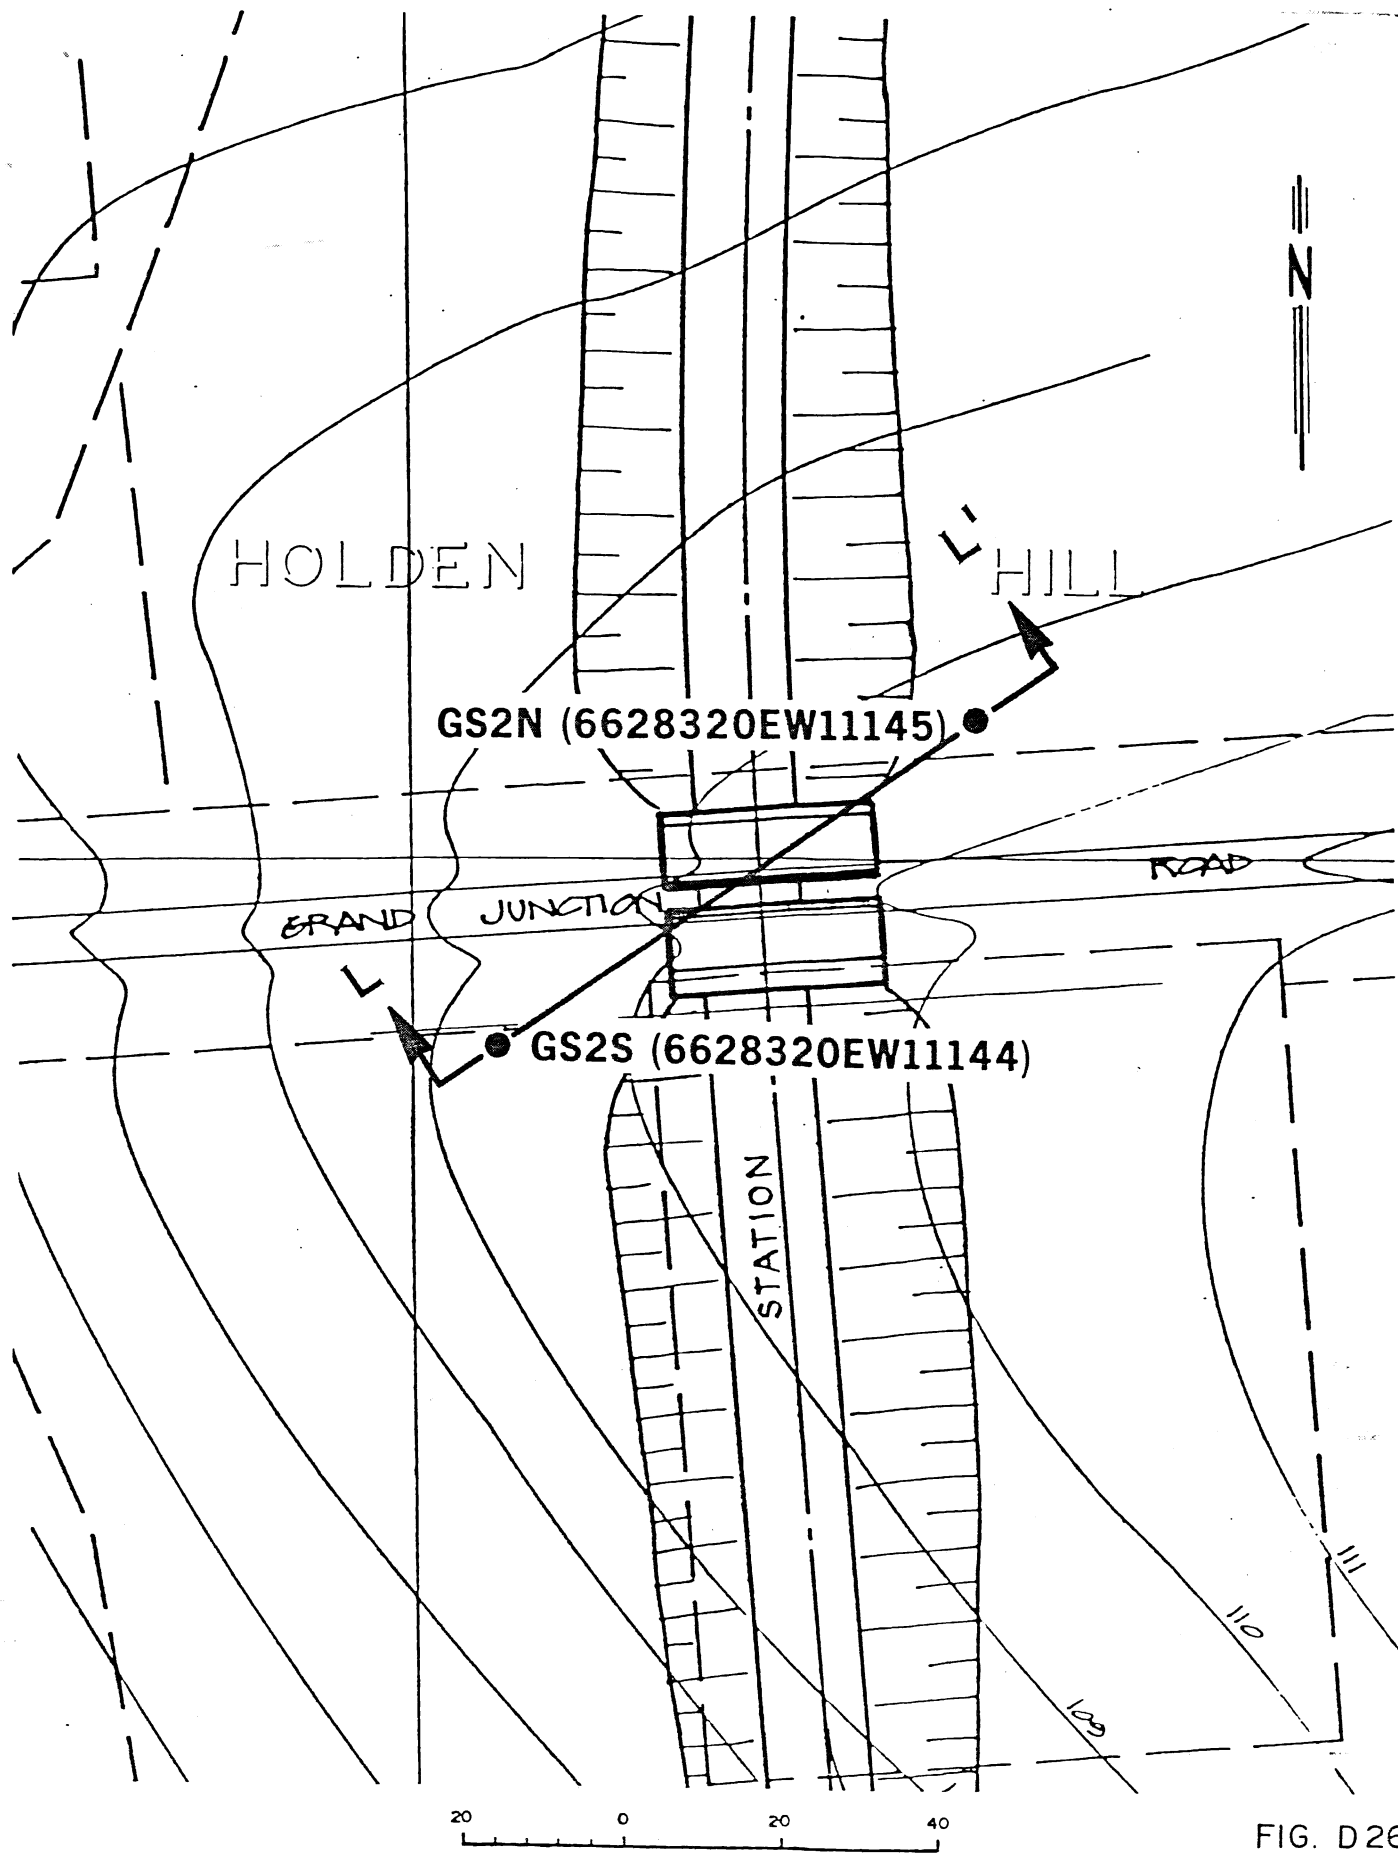 N
L'
HOLDEN HILL
GS2N (6628320EW11145)
ROAD
GRAND JUNCTION
L
GS2S (6628320EW11144)
STATION
111
110
109
20 0 20 40
FIG. D26